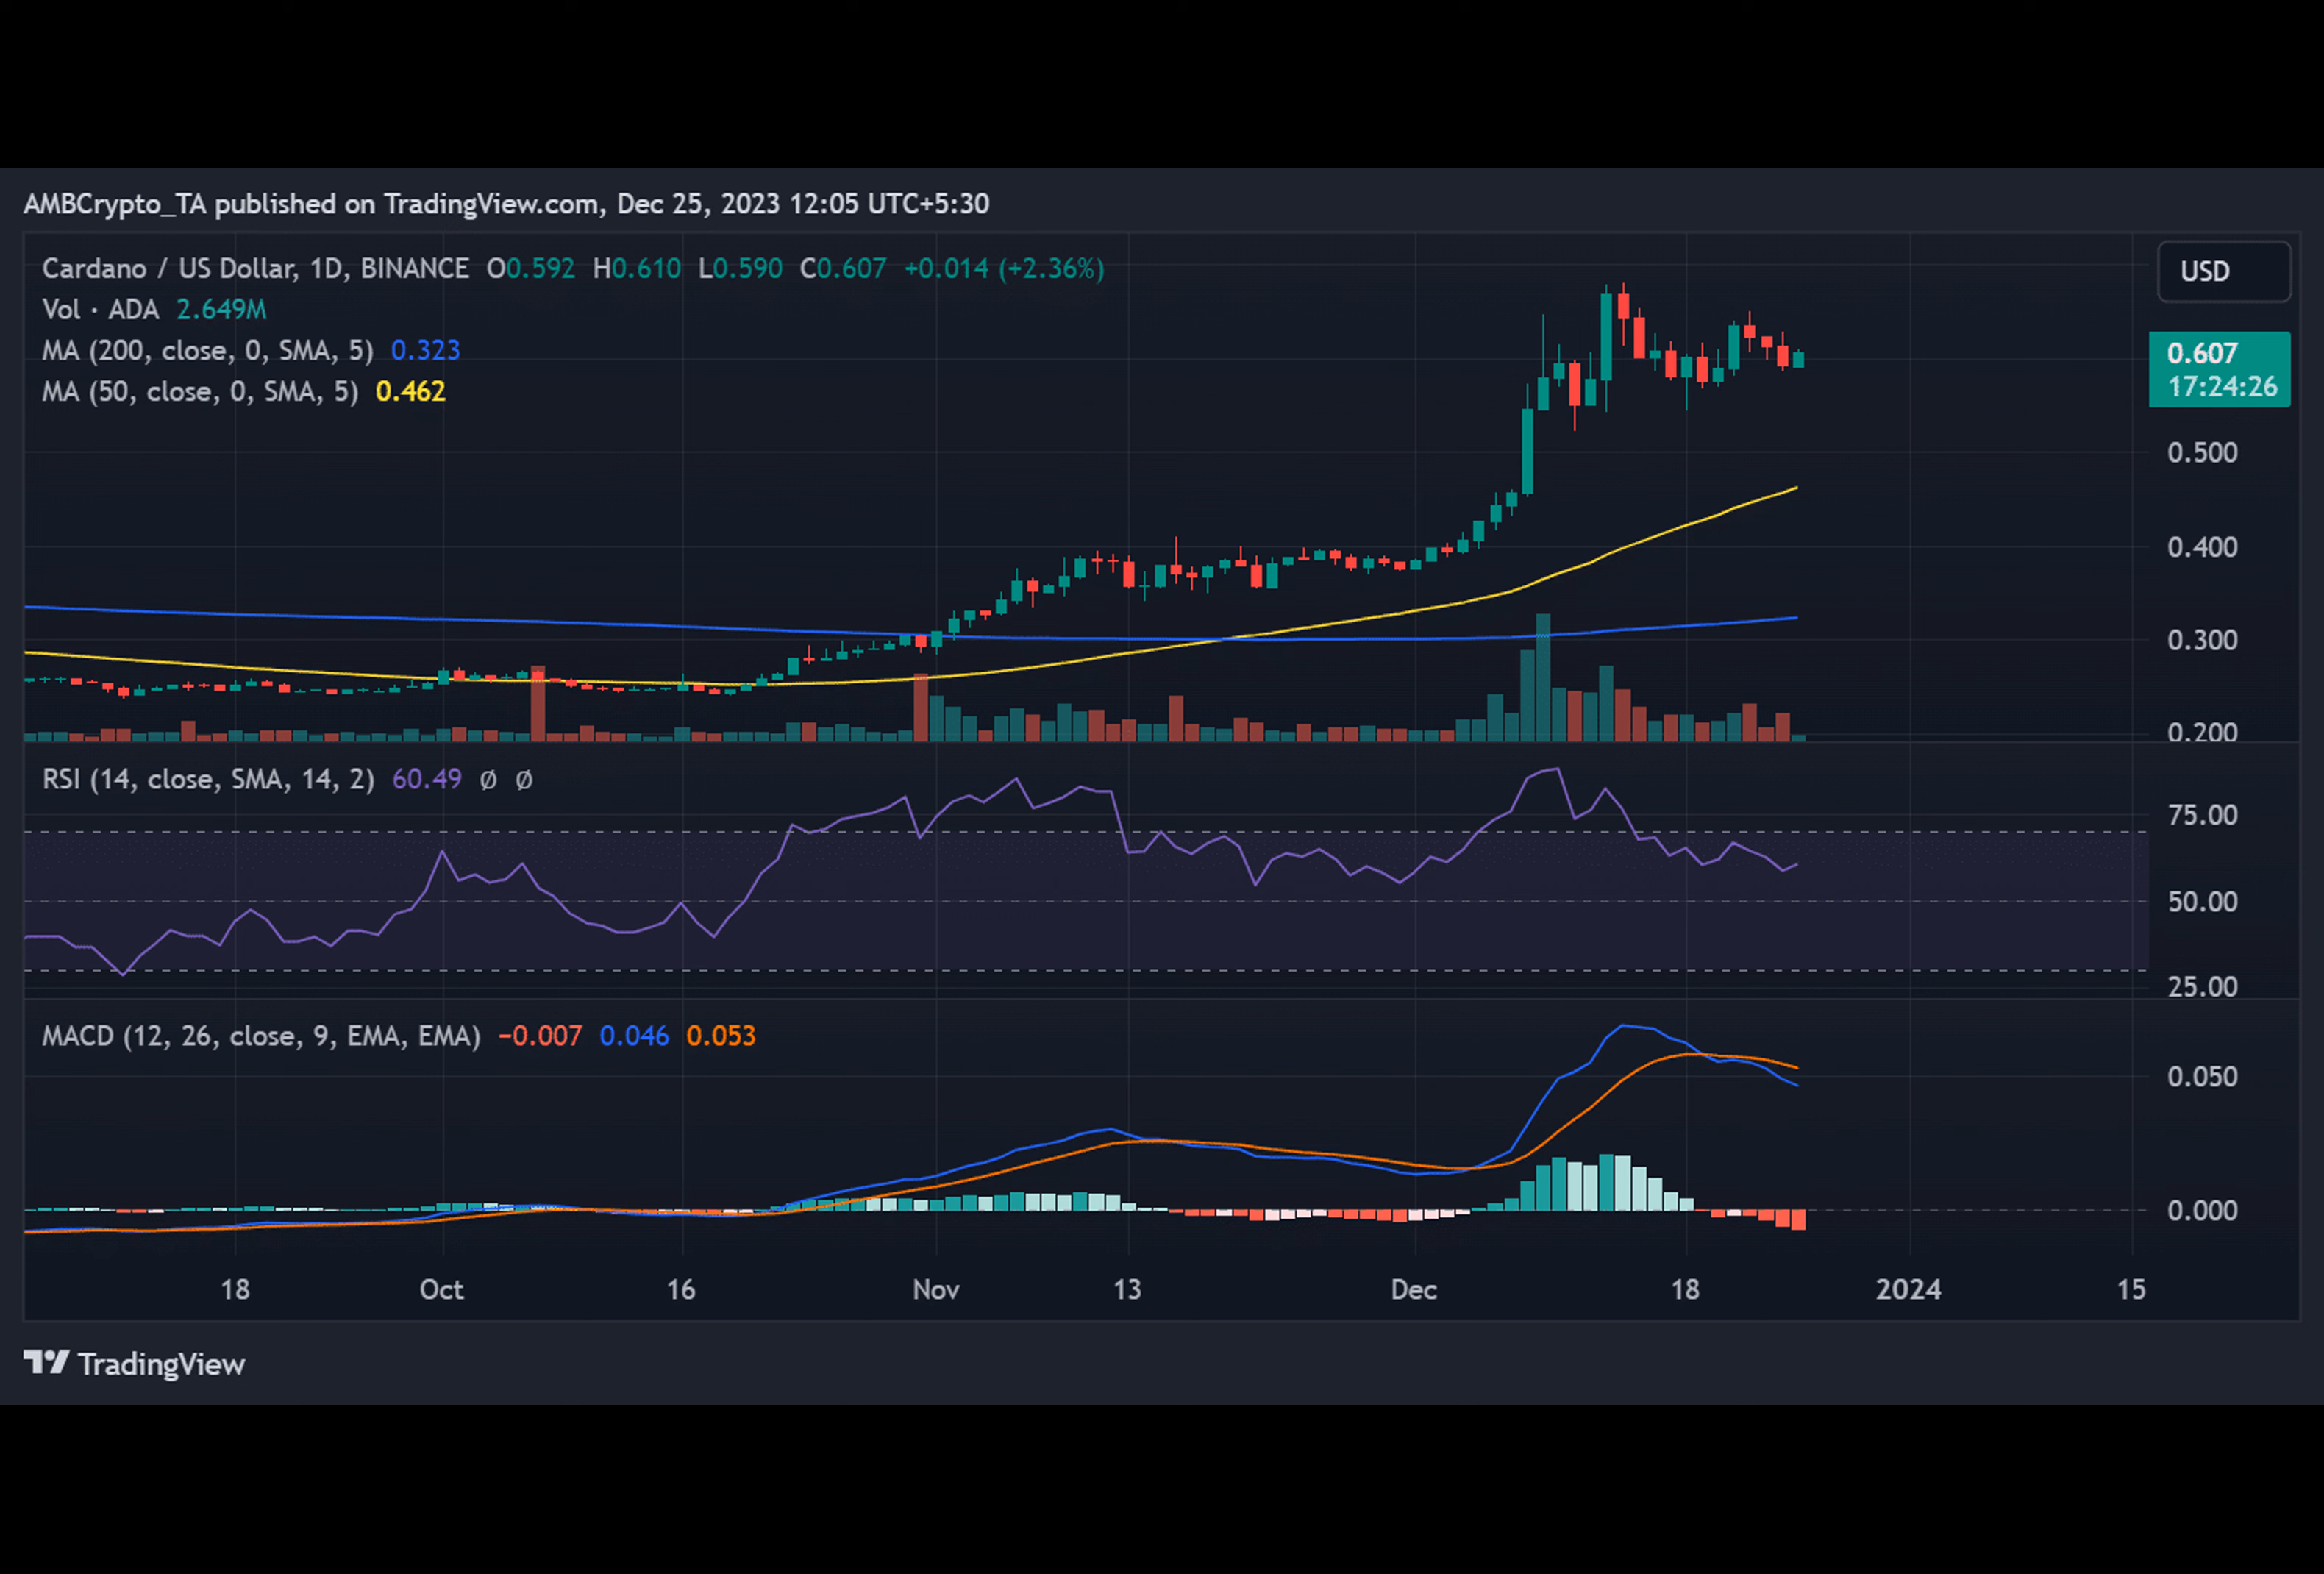 AMBCrypto_TA published on TradingView.com, Dec 25, 2023 12:05 UTC+5:30
Cardano / US Dollar, 1D, BINANCE O0.592 H0.610 L0.590 C0.607 +0.014 (+2.36%)
USD
Vol · ADA 2.649M
MA (200, close, 0, SMA, 5) 0.323
MA (50, close, 0, SMA, 5) 0.462
0.607
17:24:26
0.500
0.400
0.300
0.200
RSI (14, close, SMA, 14, 2) 60.49 Ø Ø
75.00
50.00
25.00
MACD (12, 26, close, 9, EMA, EMA) −0.007 0.046 0.053
0.050
0.000
18 Oct 16 Nov 13 Dec 18 2024 15
TradingView